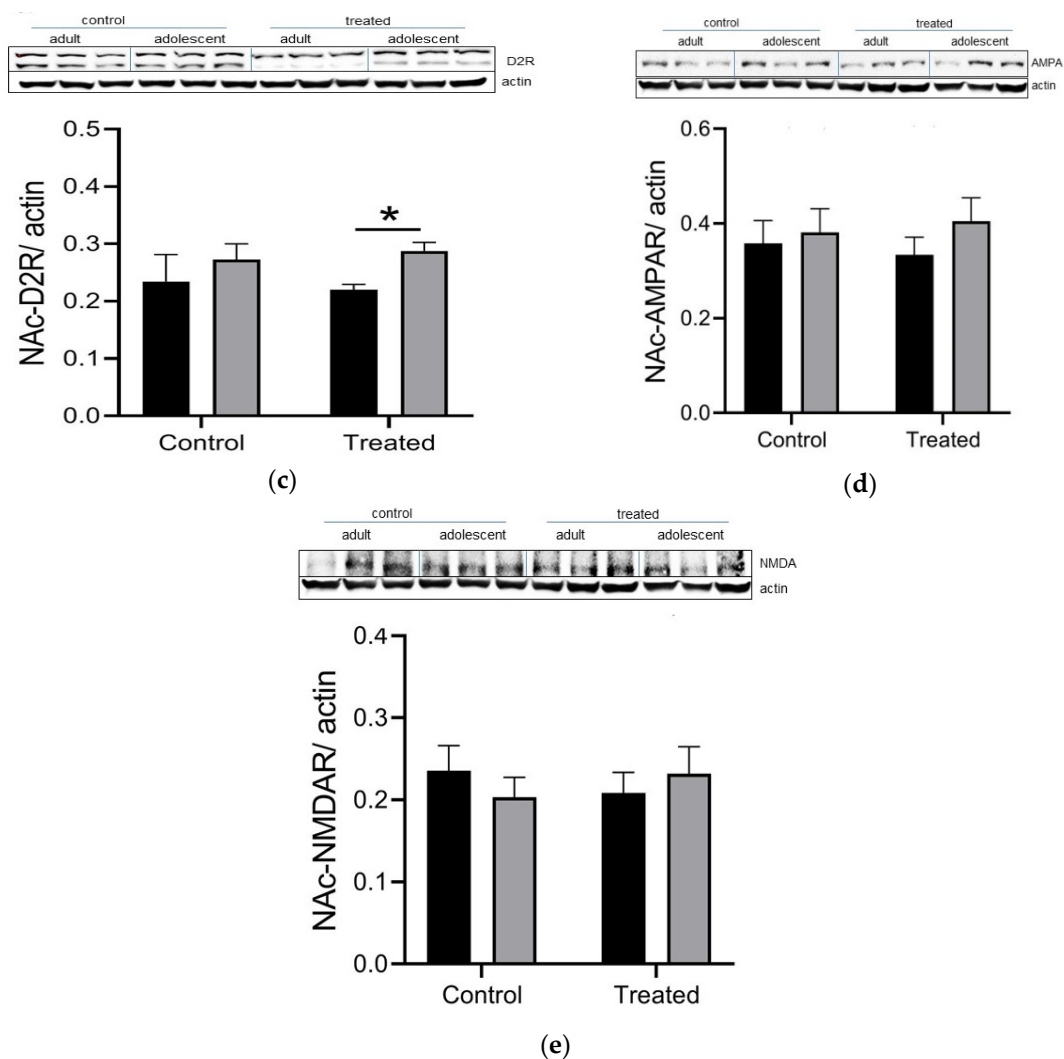 control treated
adult adolescent adult adolescent
D2R
actin
NAc-D2R/ actin
0.5
0.4
0.3
0.2
0.1
0.0
*
Control Treated
(c)
control treated
adult adolescent adult adolescent
AMPA
actin
NAc-AMPAR/ actin
0.6
0.4
0.2
0.0
Control Treated
(d)
control treated
adult adolescent adult adolescent
NMDA
actin
NAc-NMDAR/ actin
0.4
0.3
0.2
0.1
0.0
Control Treated
(e)